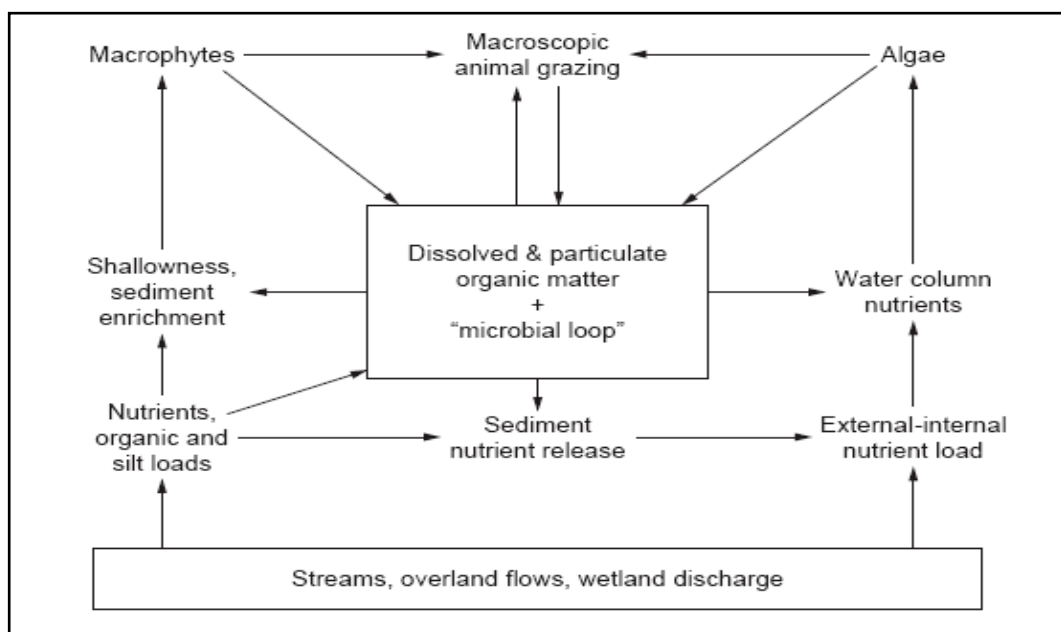 Macrophytes
Macroscopic
animal grazing
Algae
Dissolved & particulate
organic matter
+
“microbial loop”
Shallowness,
sediment
enrichment
Water column
nutrients
Nutrients,
organic and
silt loads
Sediment
nutrient release
External-internal
nutrient load
Streams, overland flows, wetland discharge